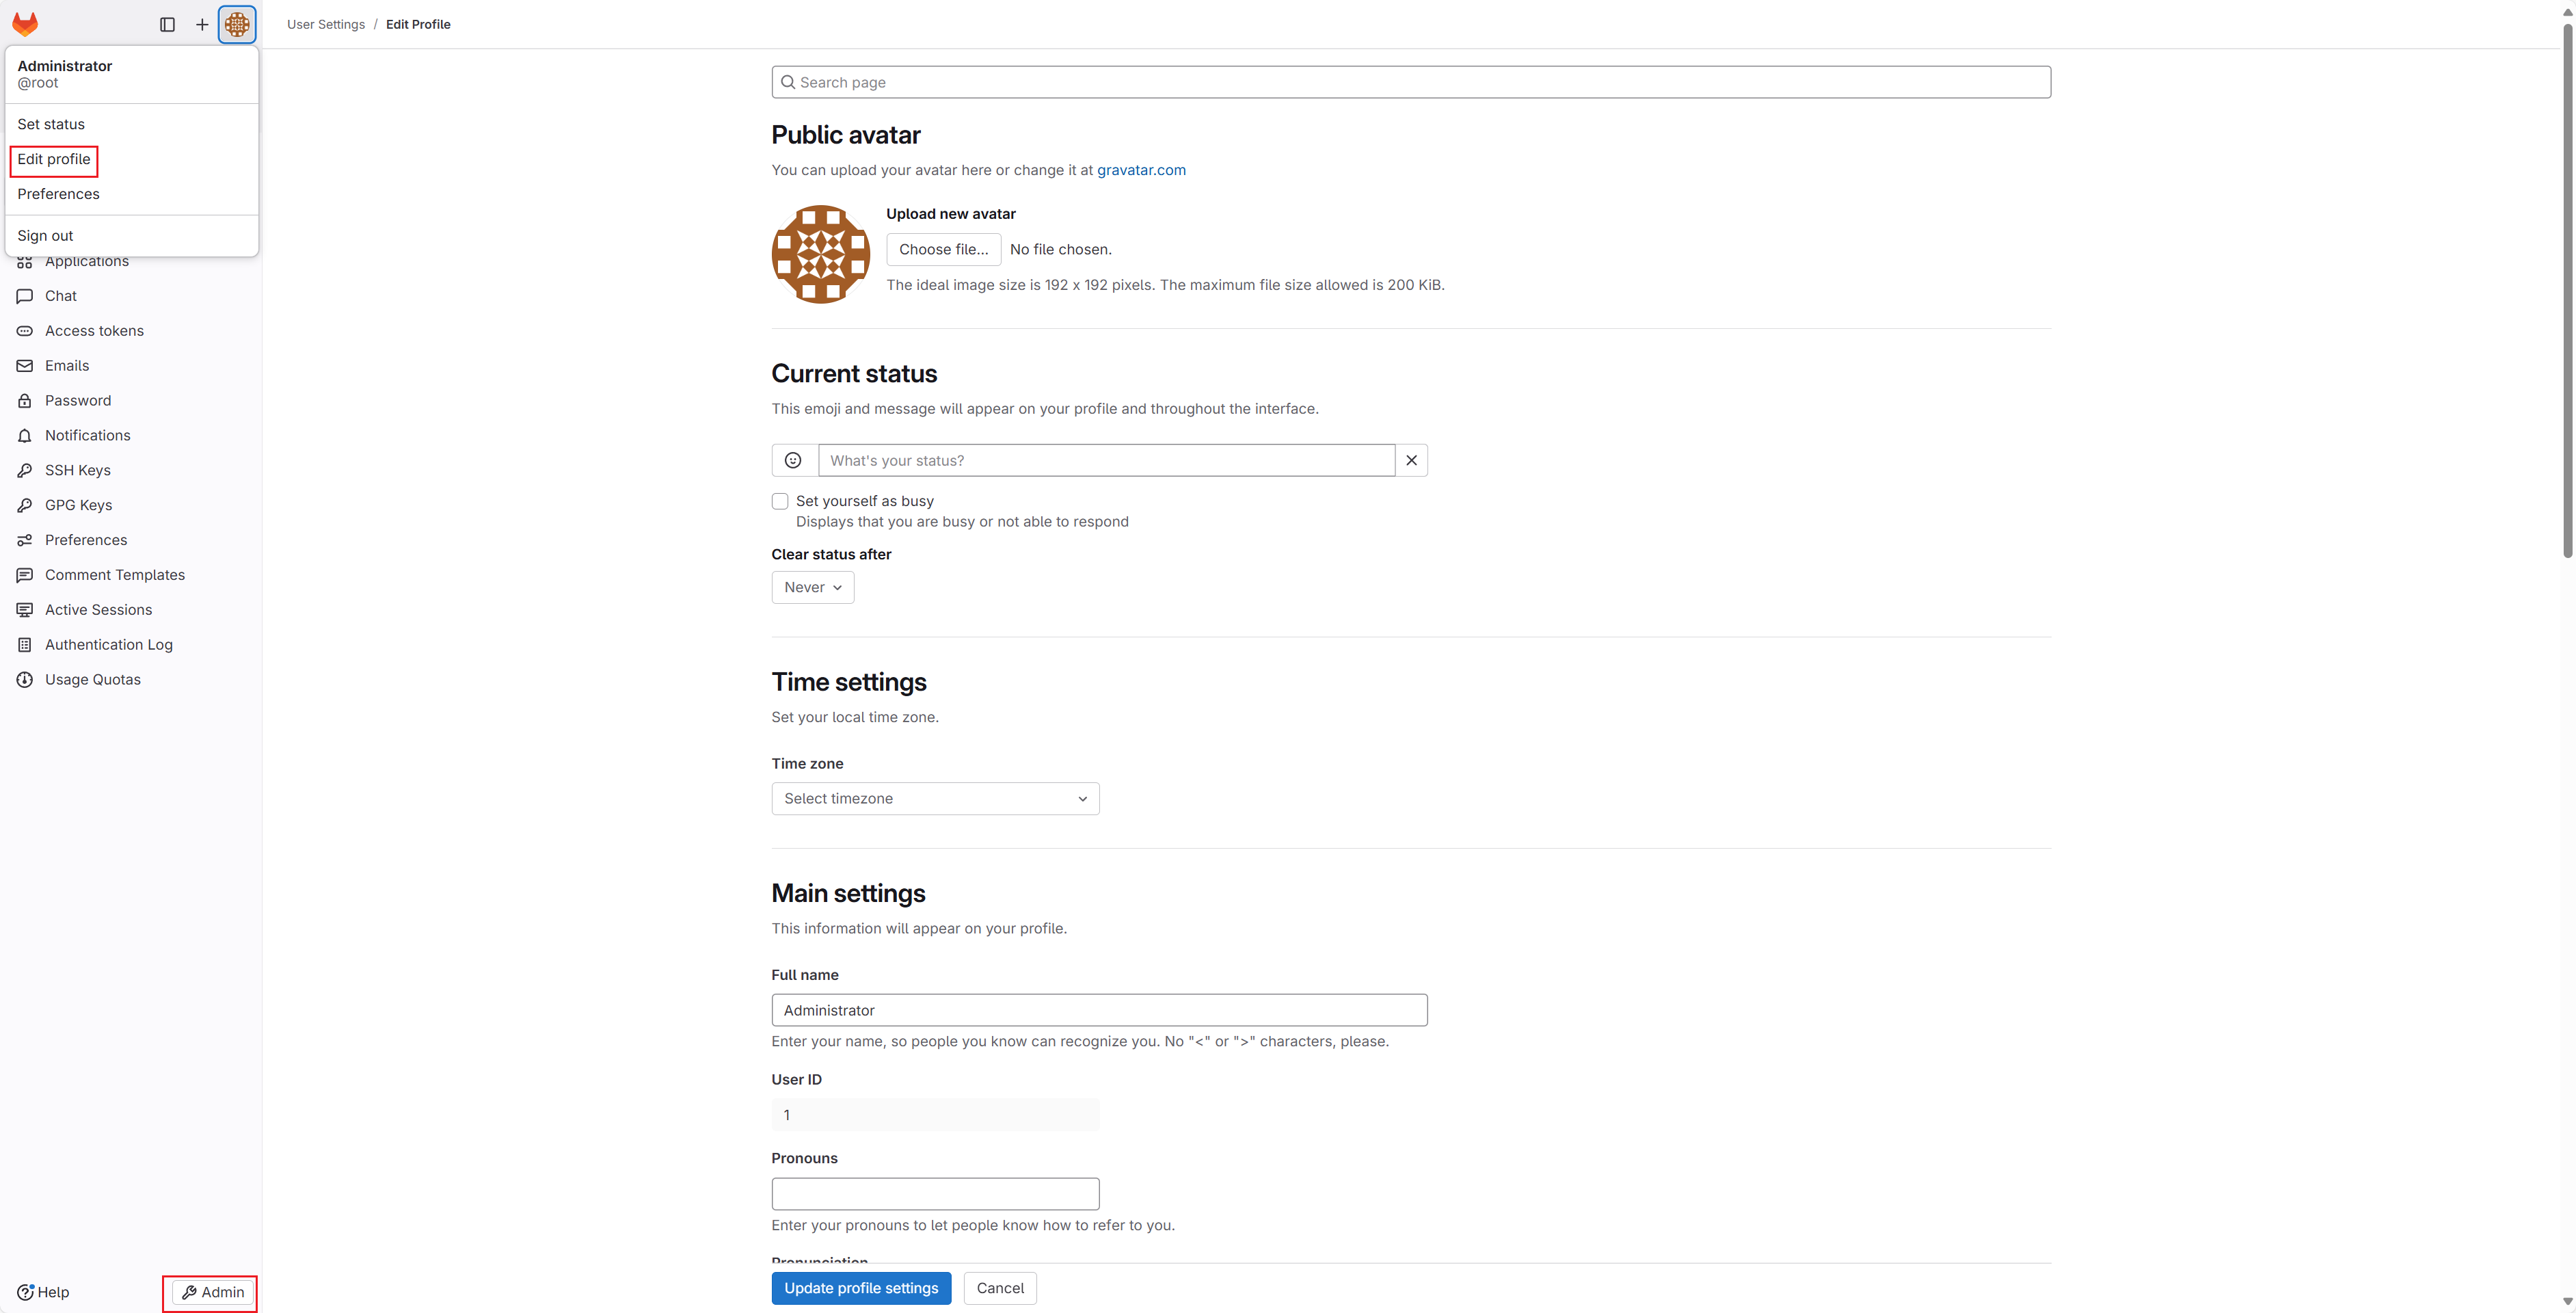 User Settings / Edit Profile
Administrator
@root
Set status
Edit profile
Preferences
Sign out
Applications
Chat
Access tokens
Emails
Password
Notifications
SSH Keys
GPG Keys
Preferences
Comment Templates
Active Sessions
Authentication Log
Usage Quotas
Help
Admin
Search page
Public avatar
You can upload your avatar here or change it at gravatar.com
Upload new avatar
Choose file... No file chosen.
The ideal image size is 192 x 192 pixels. The maximum file size allowed is 200 KiB.
Current status
This emoji and message will appear on your profile and throughout the interface.
What's your status?
Set yourself as busy
Displays that you are busy or not able to respond
Clear status after
Never
Time settings
Set your local time zone.
Time zone
Select timezone
Main settings
This information will appear on your profile.
Full name
Administrator
Enter your name, so people you know can recognize you. No "<" or ">" characters, please.
User ID
1
Pronouns
Enter your pronouns to let people know how to refer to you.
Pronunciation
Update profile settings
Cancel